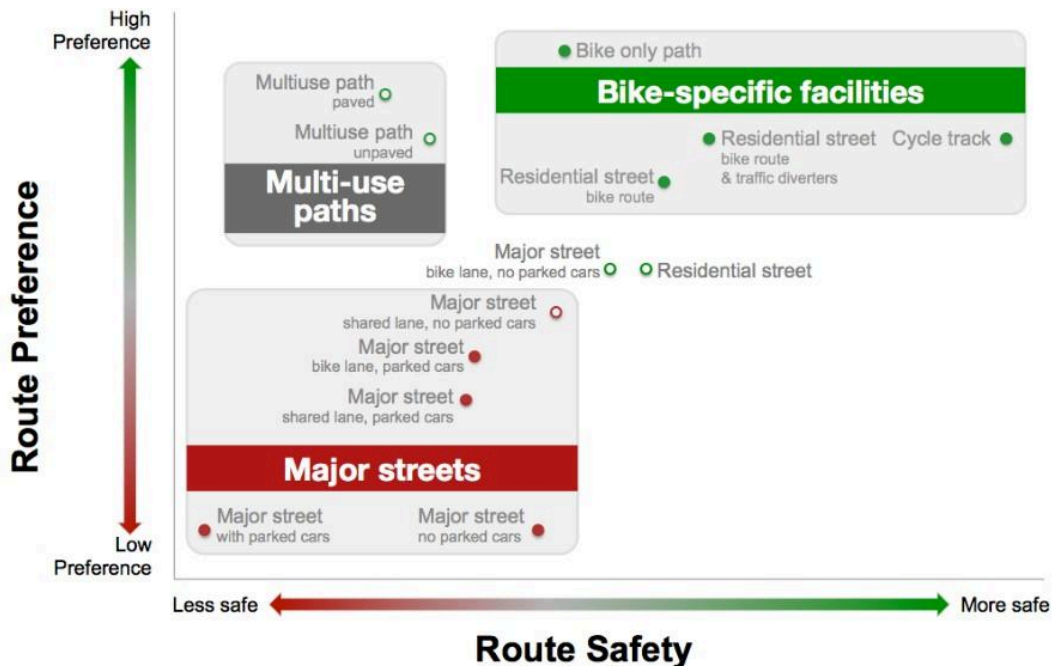 High
Preference
Bike only path
Bike-specific facilities
Multiuse path
paved
Multiuse path
unpaved
Multi-use
paths
Residential street
bike route
& traffic diverters
Cycle track
Residential street
bike route
Major street
bike lane, no parked cars
Residential street
Major street
shared lane, no parked cars
Major street
bike lane, parked cars
Major street
shared lane, parked cars
Major streets
Major street
with parked cars
Major street
no parked cars
Low
Preference
Route Preference
Less safe
More safe
Route Safety